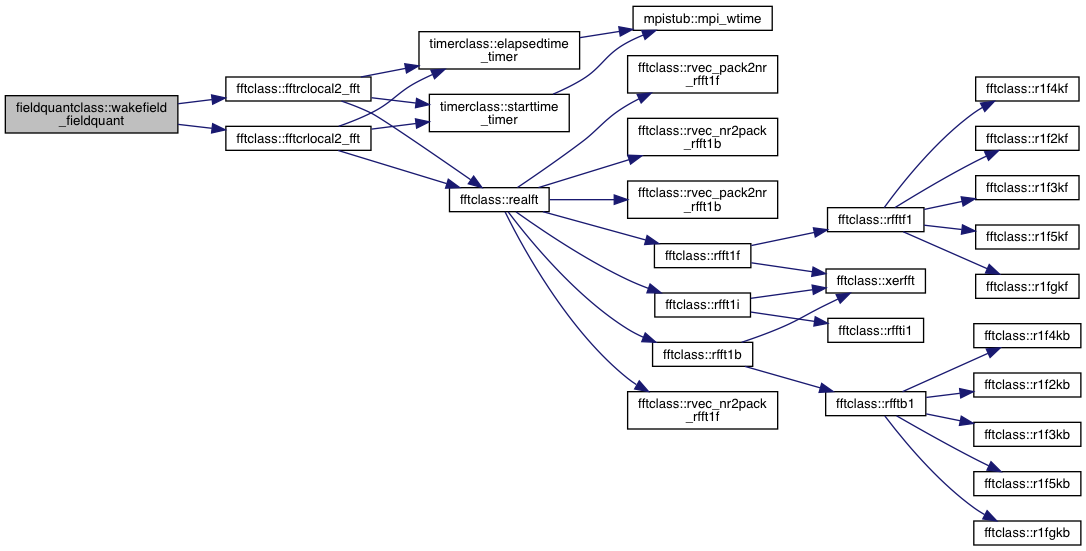 fieldquantclass::wakefield
_fieldquant
fftclass::fftrclocal2_fft
fftclass::fftcrlocal2_fft
timerclass::elapsedtime
_timer
timerclass::starttime
_timer
fftclass::realft
mpistub::mpi_wtime
fftclass::rvec_pack2nr
_rfft1f
fftclass::rvec_nr2pack
_rfft1b
fftclass::rvec_pack2nr
_rfft1b
fftclass::rfft1f
fftclass::rfft1i
fftclass::rfft1b
fftclass::rvec_nr2pack
_rfft1f
fftclass::rfftf1
fftclass::xerfft
fftclass::rffti1
fftclass::rfftb1
fftclass::r1f4kf
fftclass::r1f2kf
fftclass::r1f3kf
fftclass::r1f5kf
fftclass::r1fgkf
fftclass::r1f4kb
fftclass::r1f2kb
fftclass::r1f3kb
fftclass::r1f5kb
fftclass::r1fgkb